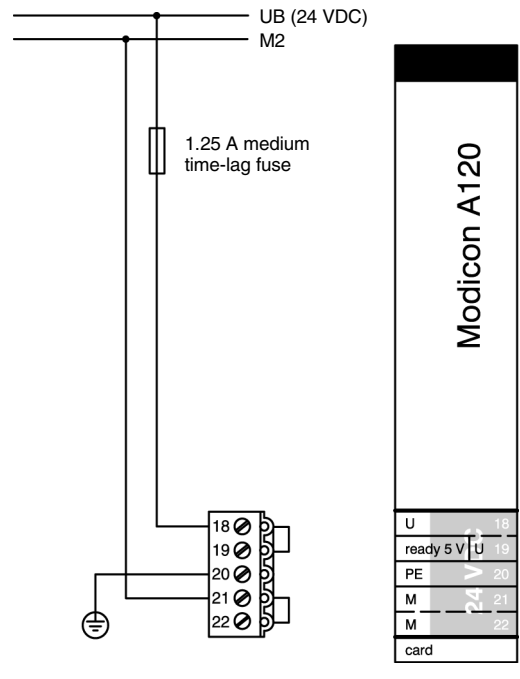 UB (24 VDC)
M2
1.25 A medium
time-lag fuse
18
19
20
21
22
Modicon A120
U 18
ready 5 V U 19
PE 20
M 21
M 22
24 VDC
card